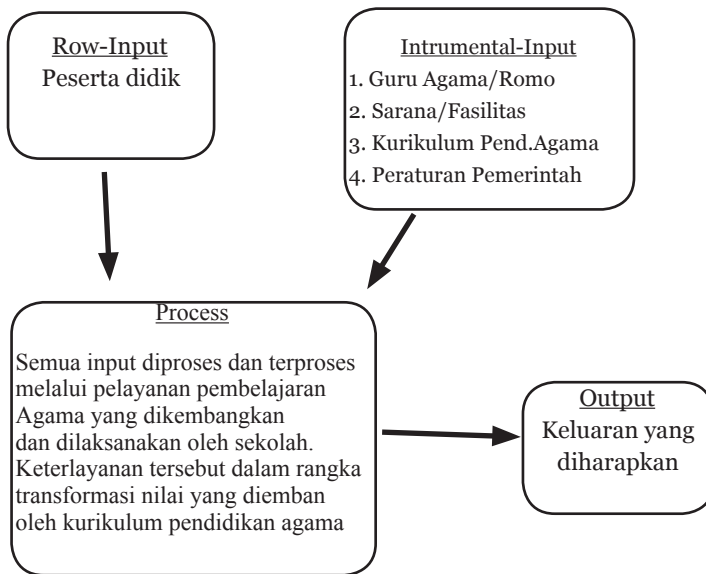 Row-Input
Peserta didik
Intrumental-Input
1. Guru Agama/Romo
2. Sarana/Fasilitas
3. Kurikulum Pend.Agama
4. Peraturan Pemerintah
Process
Semua input diproses dan terproses
melalui pelayanan pembelajaran
Agama yang dikembangkan
dan dilaksanakan oleh sekolah.
Keterlayanan tersebut dalam rangka
transformasi nilai yang diemban
oleh kurikulum pendidikan agama
Output
Keluaran yang
diharapkan